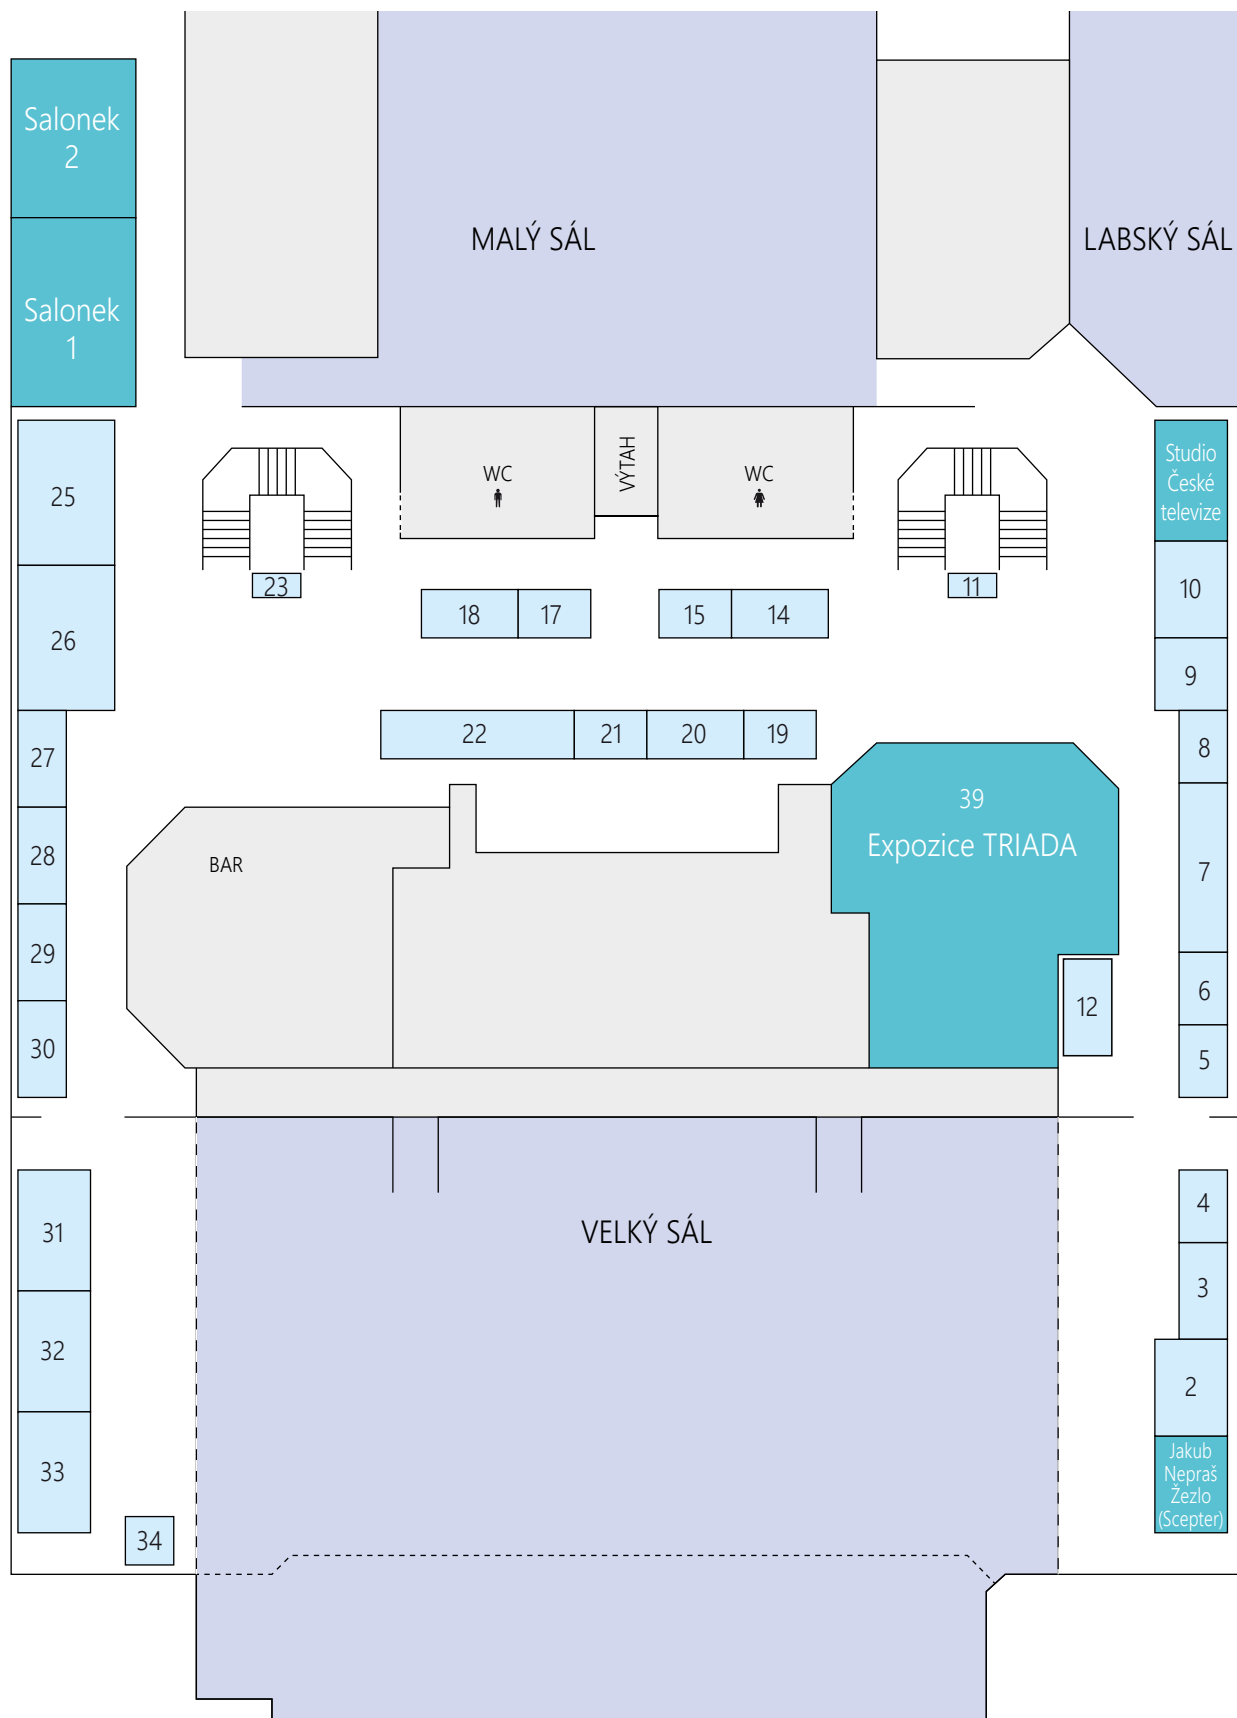 Salonek
2
MALÝ SÁL
LABSKÝ SÁL
Salonek
1
WC
VÝTAH
WC
Studio
České
televize
25
23
18
17
15
14
11
10
26
9
22
21
20
19
27
8
39
Expozice TRIADA
28
BAR
7
29
12
6
30
5
31
VELKÝ SÁL
4
3
32
2
33
Jakub
Nepraš
Žezlo
(Scepter)
34